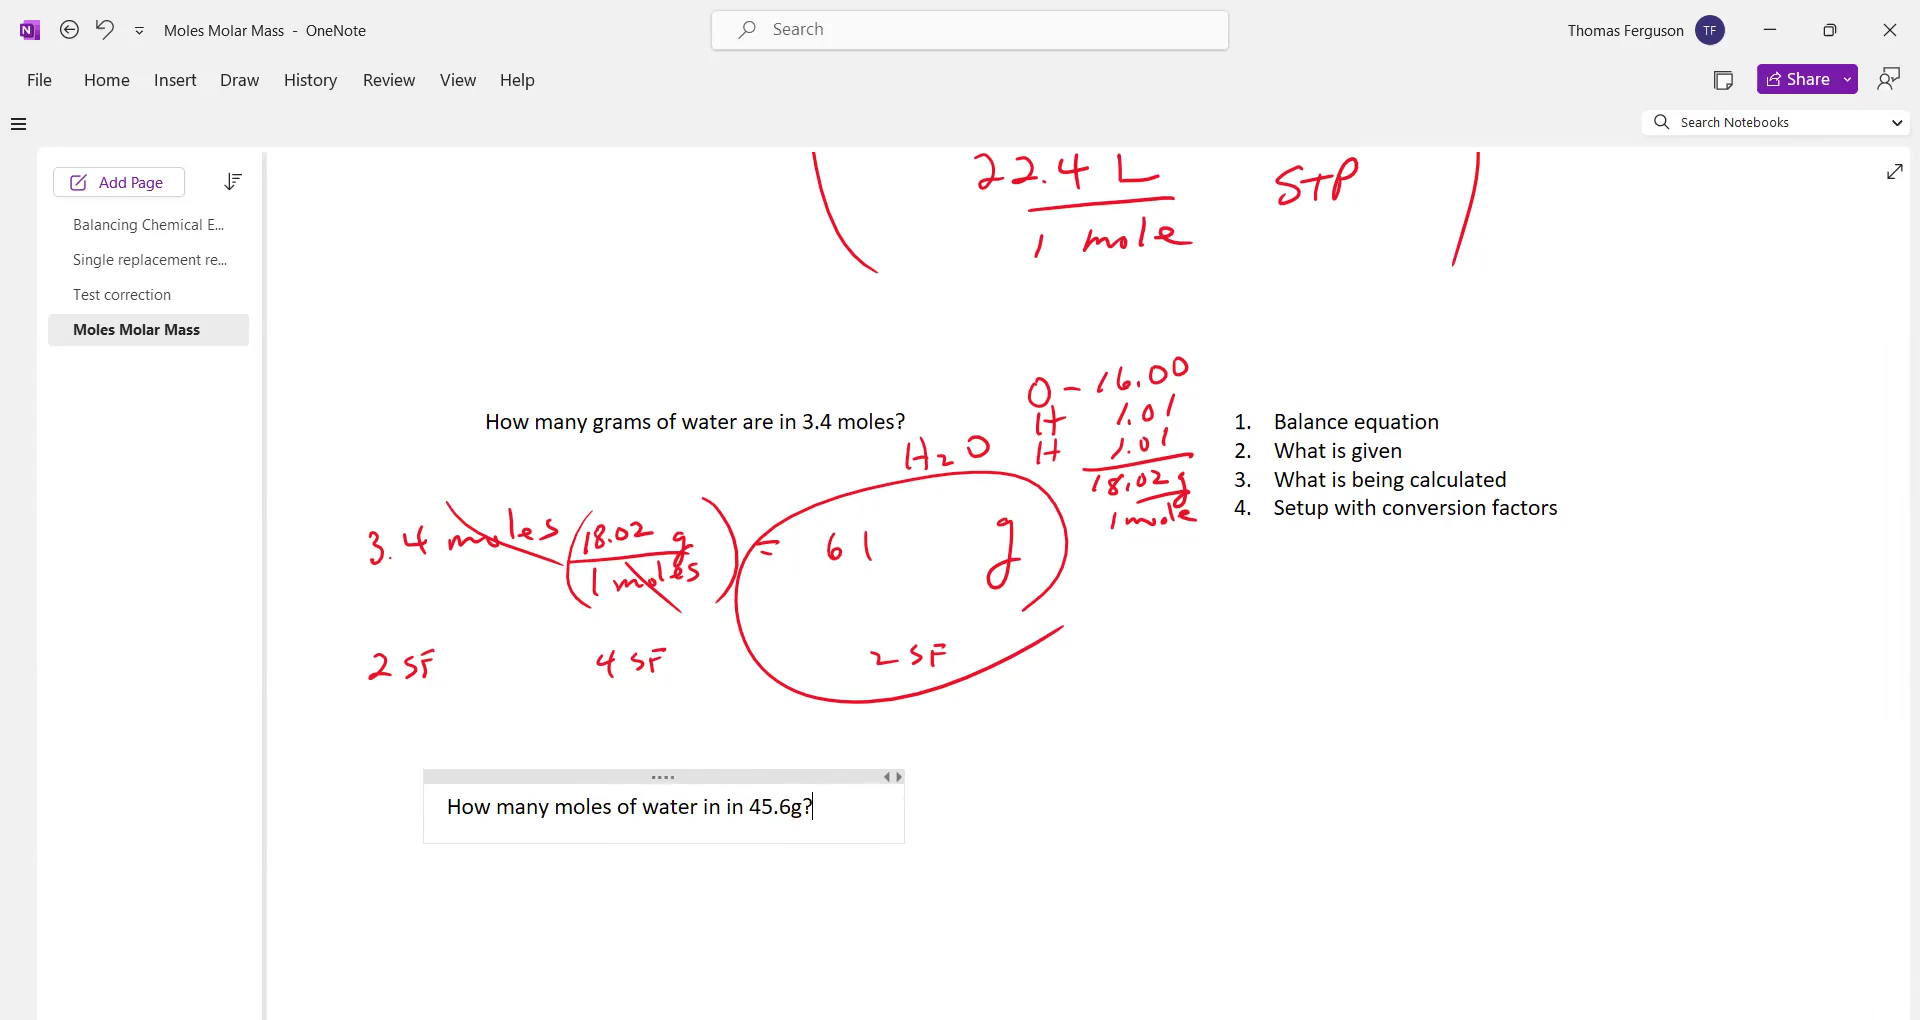 Moles Molar Mass - OneNote
Search
Thomas Ferguson
TF
File Home Insert Draw History Review View Help
Share
Search Notebooks
Add Page
Balancing Chemical E...
Single replacement re...
Test correction
Moles Molar Mass
22.4 L STP
1 mole
How many grams of water are in 3.4 moles?
H₂O
O - 16.00
H 1.01
H 1.01
18.02 g
1 mole
1. Balance equation
2. What is given
3. What is being calculated
4. Setup with conversion factors
3.4 moles (18.02 g = 61 g
1 moles)
2 SF 4 SF 2 SF
How many moles of water in in 45.6g?